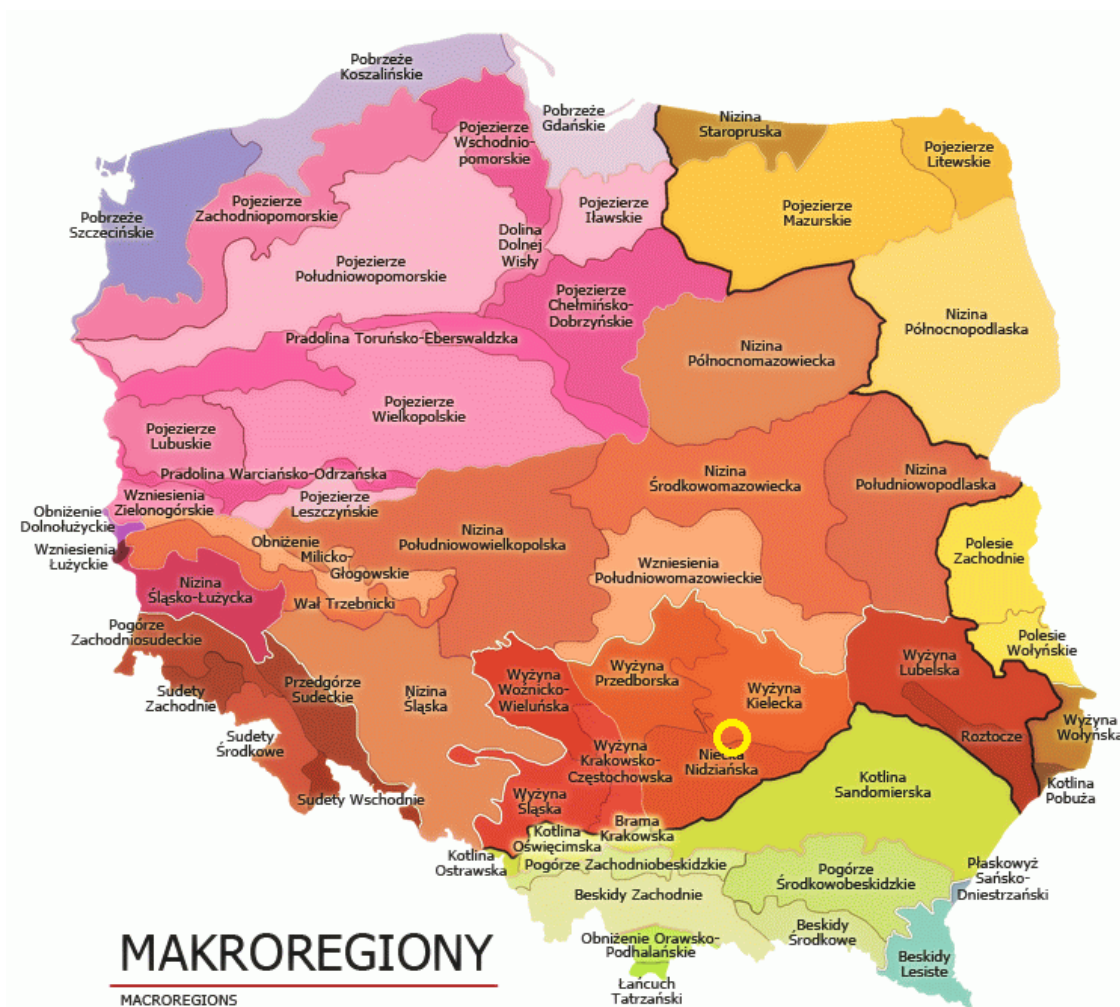 Pobrzeże
Koszalińskie
Pobrzeże
Gdańskie
Nizina
Staropruska
Pojezierze
Litewskie
Pojezierze
Wschodnio-
pomorskie
Pobrzeże
Szczecińskie
Pojezierze
Zachodniopomorskie
Pojezierze
Iławskie
Pojezierze
Mazurskie
Dolina
Dolnej
Wisły
Pojezierze
Południowopomorskie
Pojezierze
Chełmińsko-
Dobrzyńskie
Nizina
Północnopodlaska
Pradolina Toruńsko-Eberswaldzka
Nizina
Północnomazowiecka
Pojezierze
Wielkopolskie
Pojezierze
Lubuskie
Pradolina Warciańsko-Odrzańska
Nizina
Środkowomazowiecka
Nizina
Południowopodlaska
Wzniesienia
Zielonogórskie
Pojezierze
Leszczyńskie
Obniżenie
Dolnołużyckie
Nizina
Południowowielkopolska
Obniżenie
Milicko-
Głogowskie
Wzniesienia
Łużyckie
Polesie
Zachodnie
Wzniesienia
Południowomazowieckie
Nizina
Śląsko-Łużycka
Wał Trzebnicki
Pogórze
Zachodniosudeckie
Polesie
Wołyńskie
Wyżyna
Lubelska
Sudety
Zachodnie
Przedgórze
Sudeckie
Nizina
Śląska
Wyżyna
Woźnicko-
Wieluńska
Wyżyna
Przedborska
Wyżyna
Kielecka
Sudety
Środkowe
Wyżyna
Krakowsko-
Częstochowska
Niecka
Nidziańska
Roztocze
Wyżyna
Wołyńska
Sudety Wschodnie
Wyżyna
Śląska
Kotlina
Sandomierska
Kotlina
Pobuża
Brama
Krakowska
Kotlina
Oświęcimska
Kotlina
Ostrawska
Pogórze Zachodniobeskidzkie
Pogórze
Środkowobeskidzkie
Płaskowyż
Sańsko-
Dniestrzański
Beskidy Zachodnie
Beskidy
Środkowe
Obniżenie Orawsko-
Podhalańskie
Beskidy
Lesiste
Łańcuch
Tatrzański
MAKROREGIONY
MACROREGIONS